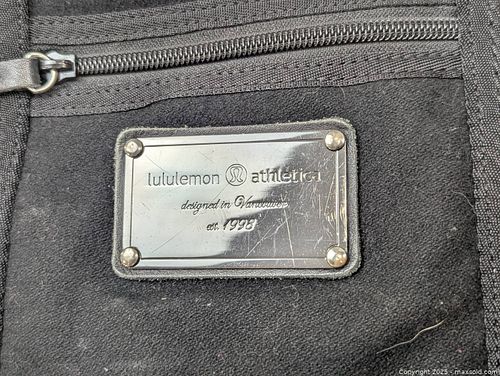 lululemon athletica
designed in Vancouver
est. 1998
Copyright 2025 - maxsold.com